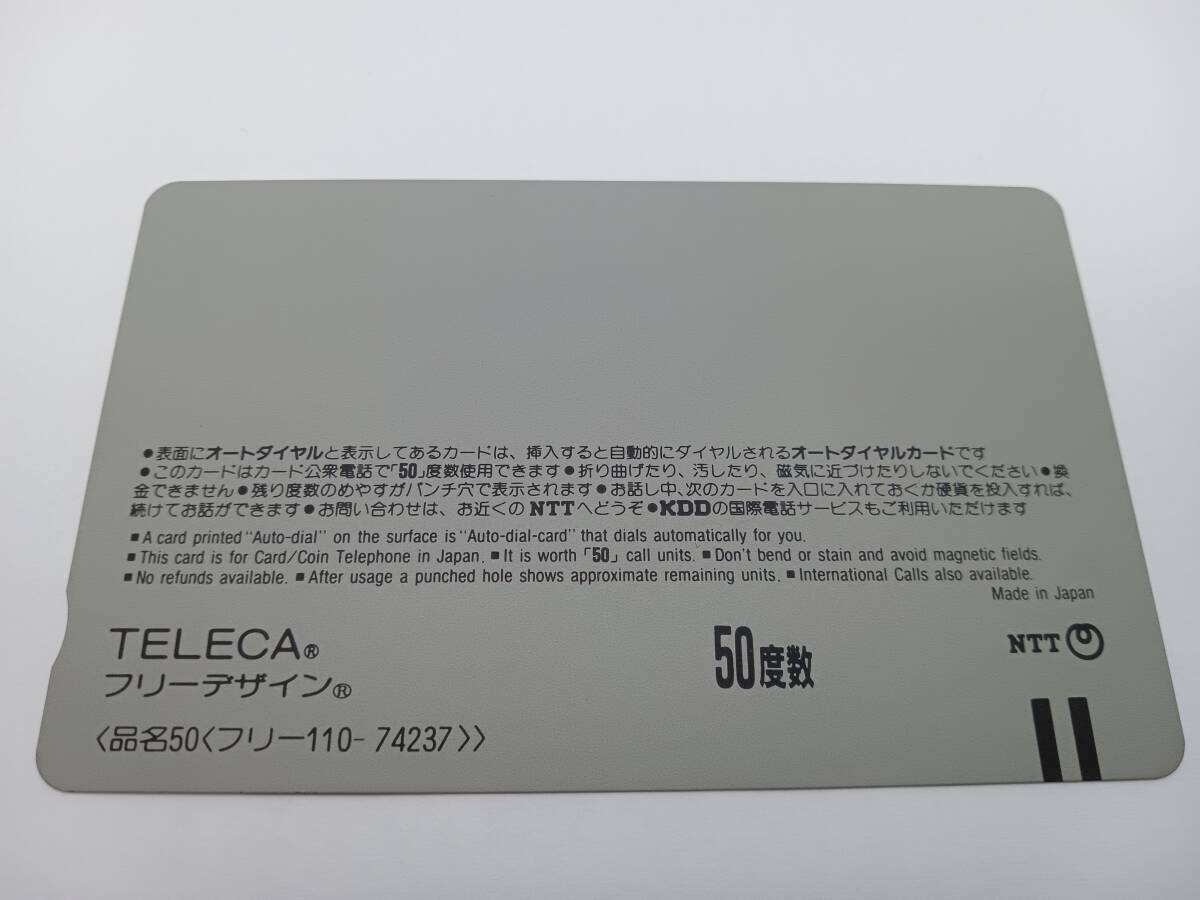 ●表面にオートダイヤルと表示してあるカードは、挿入すると自動的にダイヤルされるオートダイヤルカードです
●このカードはカード公衆電話で「50」度数使用できます●折り曲げたり、汚したり、磁気に近づけたりしないでください●換
金できません●残り度数のめやすがパンチ穴で表示されます●お話し中、次のカードを入口に入れておくか硬貨を投入すれば、
続けてお話ができます●お問い合わせは、お近くのNTTへどうぞ●KDDの国際電話サービスもご利用いただけます
■A card printed "Auto-dial" on the surface is "Auto-dial-card" that dials automatically for you.
■This card is for Card/Coin Telephone in Japan. ■It is worth「50」call units. ■Don't bend or stain and avoid magnetic fields.
■No refunds available. ■After usage a punched hole shows approximate remaining units. ■International Calls also available.
Made in Japan
TELECA®
フリーデザイン®
50度数
NTT
〈品名50〈フリー110-74237〉〉